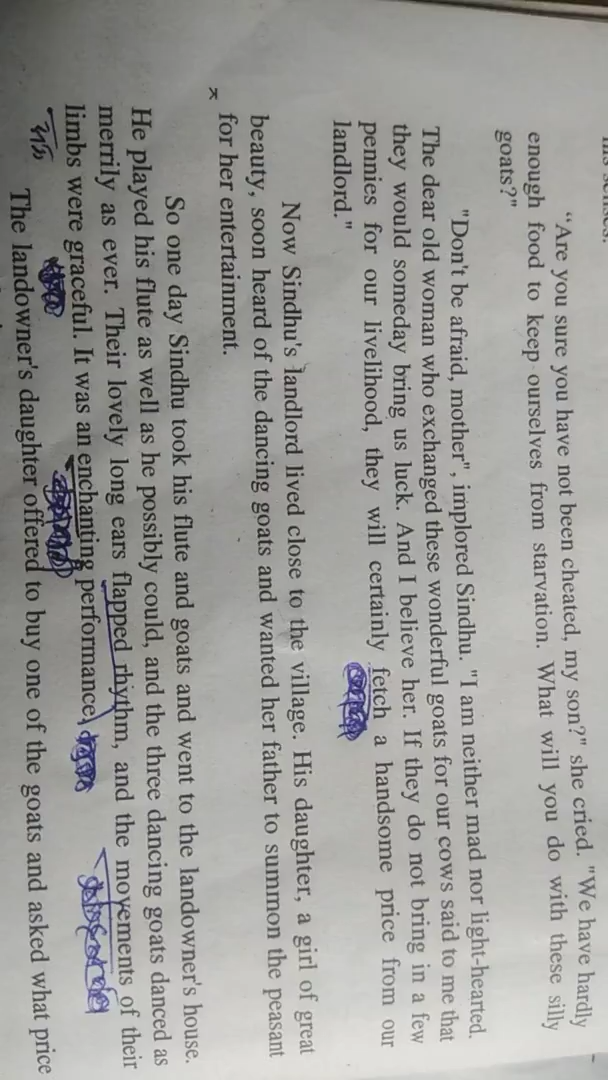 his senses.
"Are you sure you have not been cheated, my son?" she cried. "We have hardly
enough food to keep ourselves from starvation. What will you do with these silly
goats?"
"Don't be afraid, mother", implored Sindhu. "I am neither mad nor light-hearted.
The dear old woman who exchanged these wonderful goats for our cows said to me that
they would someday bring us luck. And I believe her. If they do not bring in a few
pennies for our livelihood, they will certainly fetch a handsome price from our
landlord."
Now Sindhu's landlord lived close to the village. His daughter, a girl of great
beauty, soon heard of the dancing goats and wanted her father to summon the peasant
for her entertainment.
So one day Sindhu took his flute and goats and went to the landowner's house.
He played his flute as well as he possibly could, and the three dancing goats danced as
merrily as ever. Their lovely long ears flapped rhythm, and the movements of their
limbs were graceful. It was an enchanting performance,
The landowner's daughter offered to buy one of the goats and asked what price